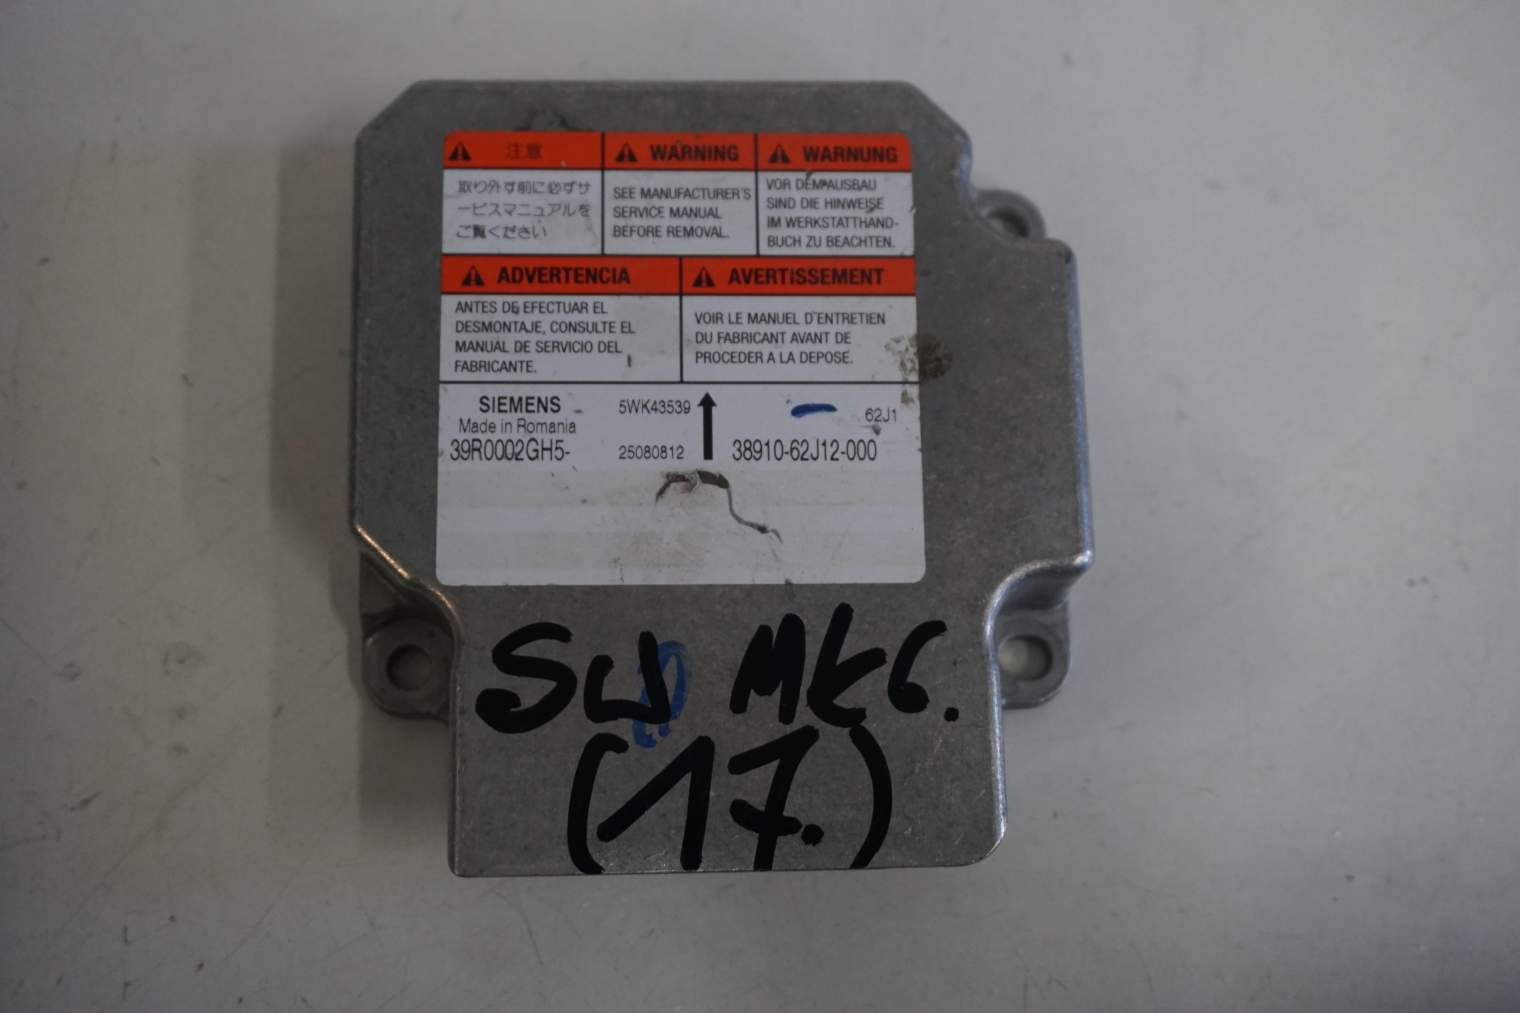 注意
取り外す前に必ずサ
ービスマニュアルを
ご覧ください
WARNING
SEE MANUFACTURER'S
SERVICE MANUAL
BEFORE REMOVAL.
WARNUNG
VOR DEM AUSBAU
SIND DIE HINWEISE
IM WERKSTATTHAND-
BUCH ZU BEACHTEN.
ADVERTENCIA
ANTES DE EFECTUAR EL
DESMONTAJE, CONSULTE EL
MANUAL DE SERVICIO DEL
FABRICANTE.
AVERTISSEMENT
VOIR LE MANUEL D'ENTRETIEN
DU FABRICANT AVANT DE
PROCEDER A LA DEPOSE.
SIEMENS 5WK43539 62J1
Made in Romania
39R0002GH5- 25080812 38910-62J12-000
SW MK6.
(17.)